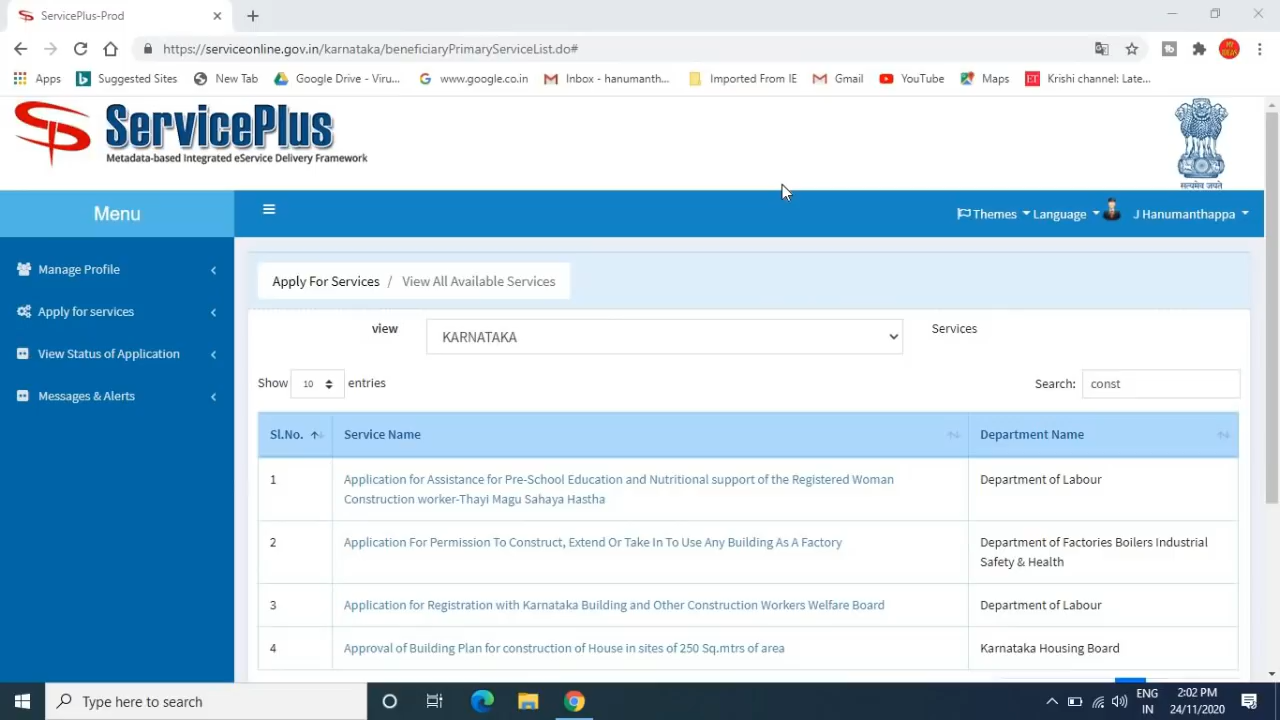 ServicePlus-Prod
https://serviceonline.gov.in/karnataka/beneficiaryPrimaryServiceList.do#
MY IDEAS
Apps Suggested Sites New Tab Google Drive - Viru... www.google.co.in Inbox - hanumanth... Imported From IE Gmail YouTube Maps ET Krishi channel: Late...
ServicePlus
Metadata-based Integrated eService Delivery Framework
सत्यमेव जयते
Menu
Themes Language J Hanumanthappa
Manage Profile
Apply for services
View Status of Application
Messages & Alerts
Apply For Services / View All Available Services
view KARNATAKA Services
Show 10 entries Search: const
Sl.No. Service Name Department Name
1 Application for Assistance for Pre-School Education and Nutritional support of the Registered Woman Department of Labour
Construction worker-Thayi Magu Sahaya Hastha
2 Application For Permission To Construct, Extend Or Take In To Use Any Building As A Factory Department of Factories Boilers Industrial
Safety & Health
3 Application for Registration with Karnataka Building and Other Construction Workers Welfare Board Department of Labour
4 Approval of Building Plan for construction of House in sites of 250 Sq.mtrs of area Karnataka Housing Board
Type here to search
ENG
IN
2:02 PM
24/11/2020